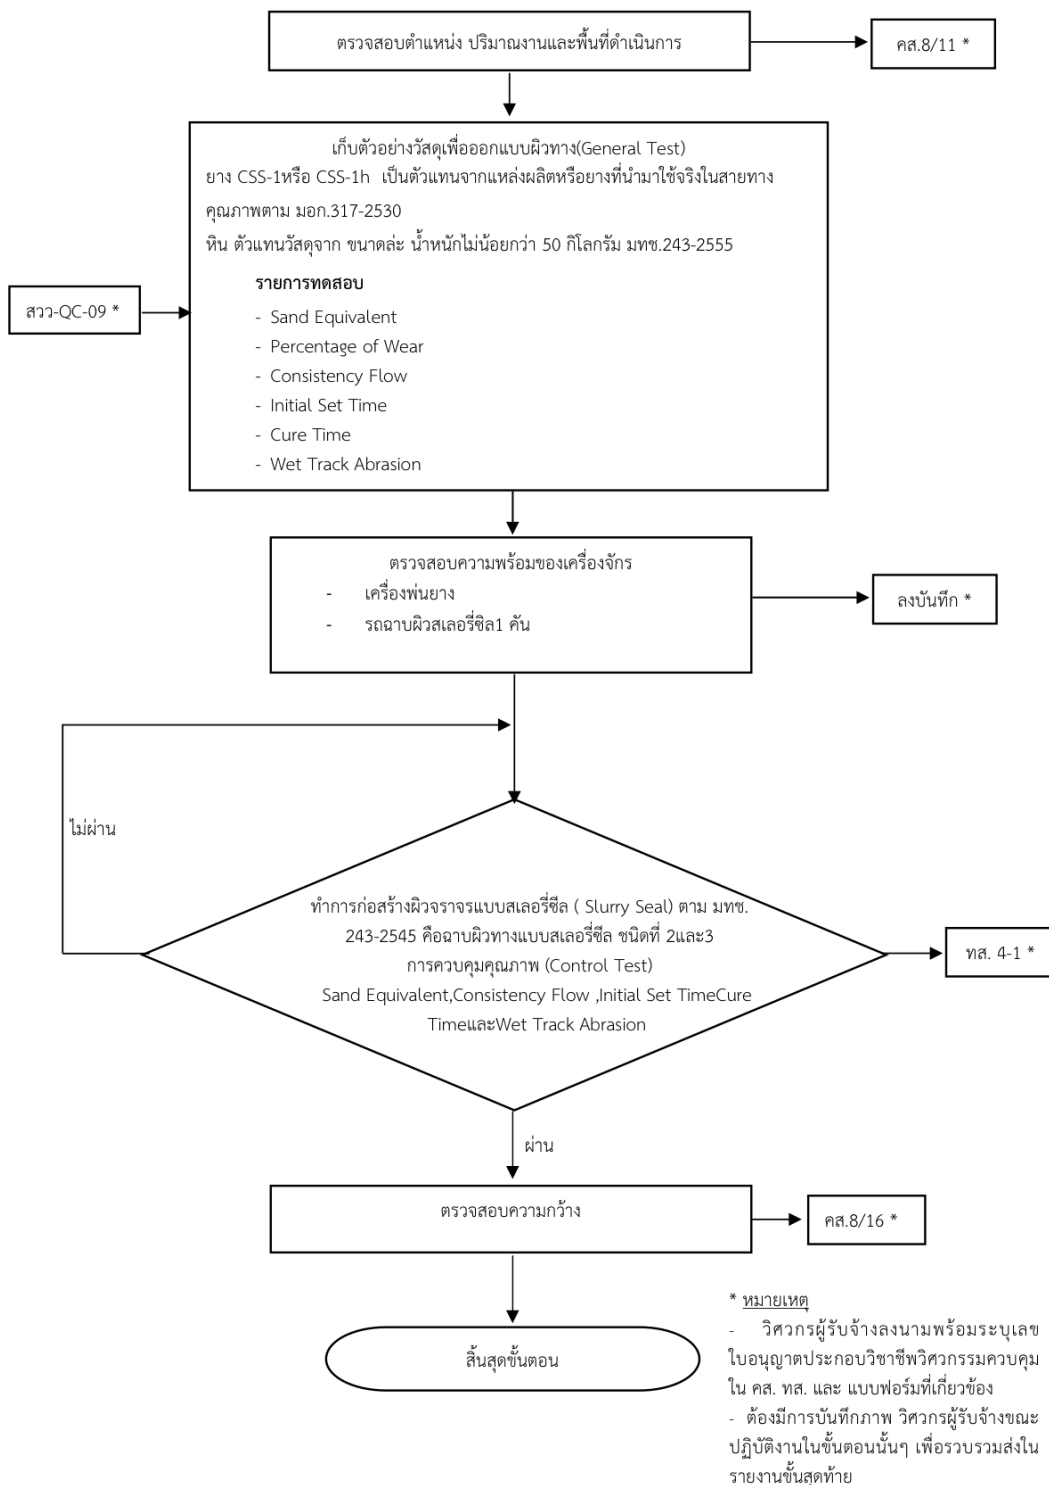 ตรวจสอบตำแหน่ง ปริมาณงานและพื้นที่ดำเนินการ
คส.8/11 *
เก็บตัวอย่างวัสดุเพื่อออกแบบผิวทาง(General Test)
ยาง CSS-1หรือ CSS-1h เป็นตัวแทนจากแหล่งผลิตหรือยางที่นำมาใช้จริงในสายทาง
คุณภาพตาม มอก.317-2530
หิน ตัวแทนวัสดุจาก ขนาดล่ะ น้ำหนักไม่น้อยกว่า 50 กิโลกรัม มทช.243-2555
รายการทดสอบ
สวว-QC-09 *
- Sand Equivalent
- Percentage of Wear
- Consistency Flow
- Initial Set Time
- Cure Time
- Wet Track Abrasion
ตรวจสอบความพร้อมของเครื่องจักร
- เครื่องพ่นยาง
- รถฉาบผิวสเลอรี่ซิล1 คัน
ลงบันทึก *
ไม่ผ่าน
ทำการก่อสร้างผิวจราจรแบบสเลอรี่ซีล ( Slurry Seal) ตาม มทช.
243-2545 คือฉาบผิวทางแบบสเลอรี่ซีล ชนิดที่ 2และ3
การควบคุมคุณภาพ (Control Test)
Sand Equivalent,Consistency Flow ,Initial Set TimeCure
TimeและWet Track Abrasion
ทส. 4-1 *
ผ่าน
ตรวจสอบความกว้าง
คส.8/16 *
สิ้นสุดขั้นตอน
* หมายเหตุ
- วิศวกรผู้รับจ้างลงนามพร้อมระบุเลข
ใบอนุญาตประกอบวิชาชีพวิศวกรรมควบคุม
ใน คส. ทส. และ แบบฟอร์มที่เกี่ยวข้อง
- ต้องมีการบันทึกภาพ วิศวกรผู้รับจ้างขณะ
ปฏิบัติงานในขั้นตอนนั้นๆ เพื่อรวบรวมส่งใน
รายงานขั้นสุดท้าย